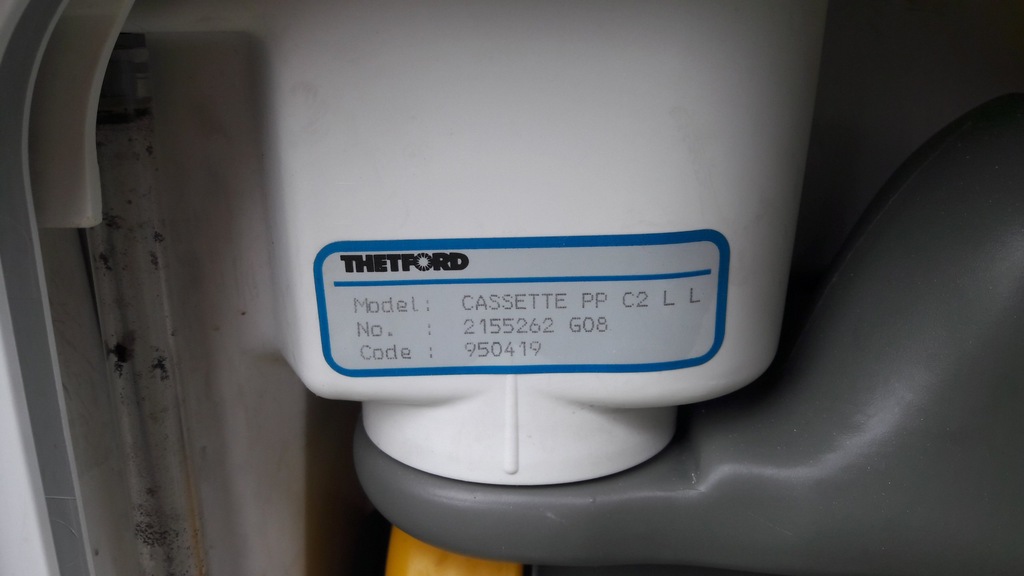 THETFORD
Model: CASSETTE PP C2 L L
No. : 2155262 G08
Code : 950419